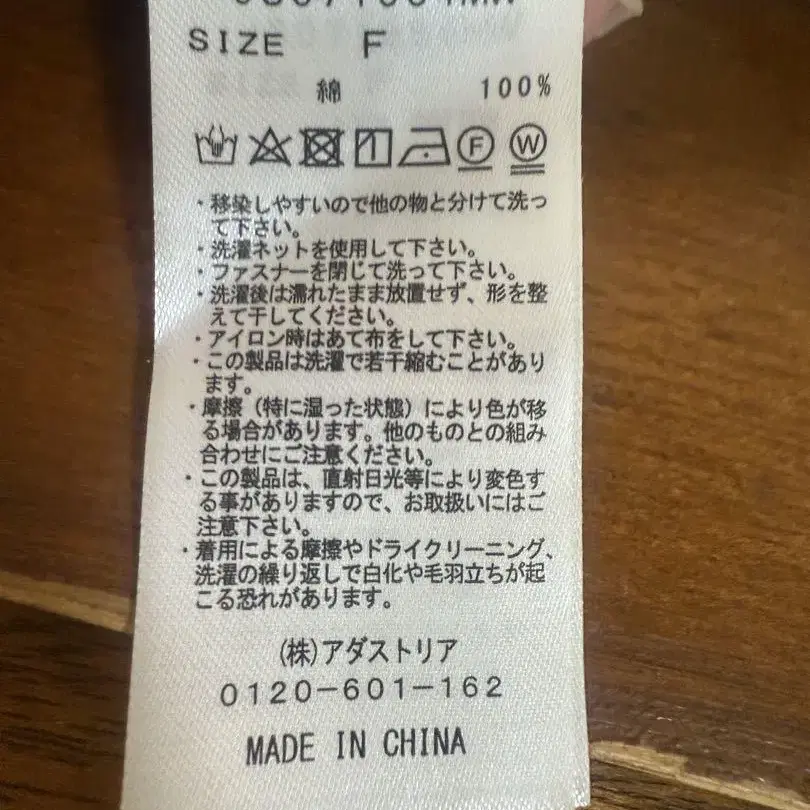 SIZE F
綿 100%
F W
・移染しやすいので他の物と分けて洗っ
て下さい。
・洗濯ネットを使用して下さい。
・ファスナーを閉じて洗って下さい。
・洗濯後は濡れたまま放置せず、形を整
えて干してください。
・アイロン時はあて布をして下さい。
・この製品は洗濯で若干縮むことがあり
ます。
・摩擦（特に湿った状態）により色が移
る場合があります。他のものとの組み
合わせにご注意ください。
・この製品は、直射日光等により変色す
る事がありますので、お取扱いにはご
注意下さい。
・着用による摩擦やドライクリーニング、
洗濯の繰り返しで白化や毛羽立ちが起
こる恐れがあります。
(株)アダストリア
0120-601-162
MADE IN CHINA